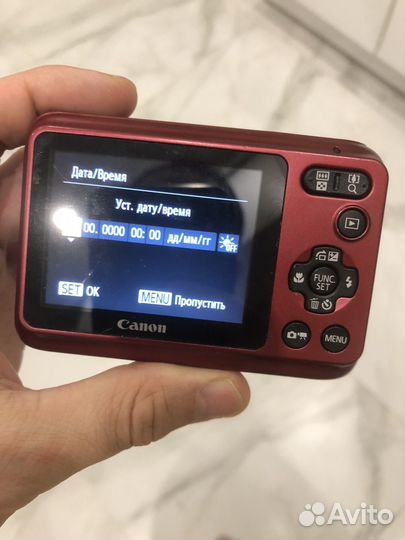 Дата/Время
Уст. дату/время
00. 0000 00: 00 дд/мм/гг OFF
SET OK MENU Пропустить
Canon
FUNC.
SET
MENU
Avito